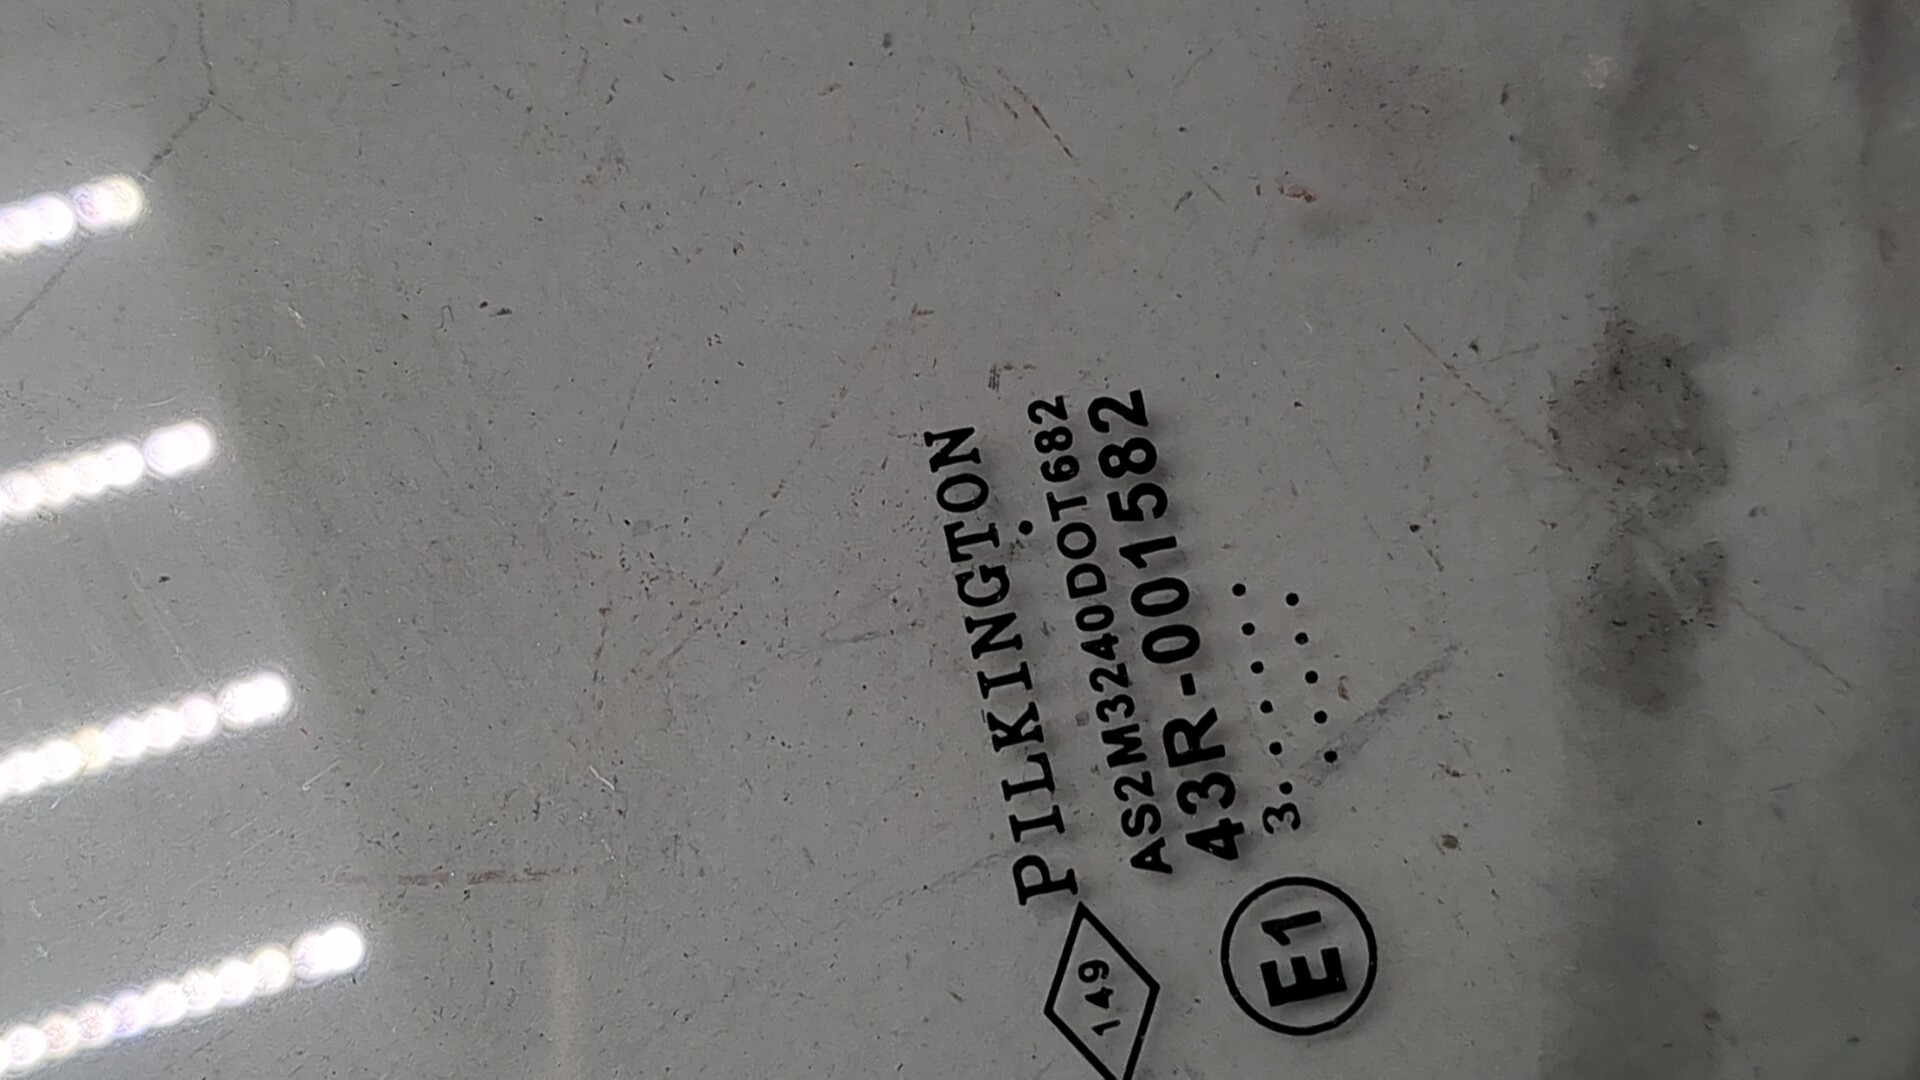 PILKINGTON
149
AS2M3240DOT682
43R-001582
E1
3. . . . . .
. . . . .